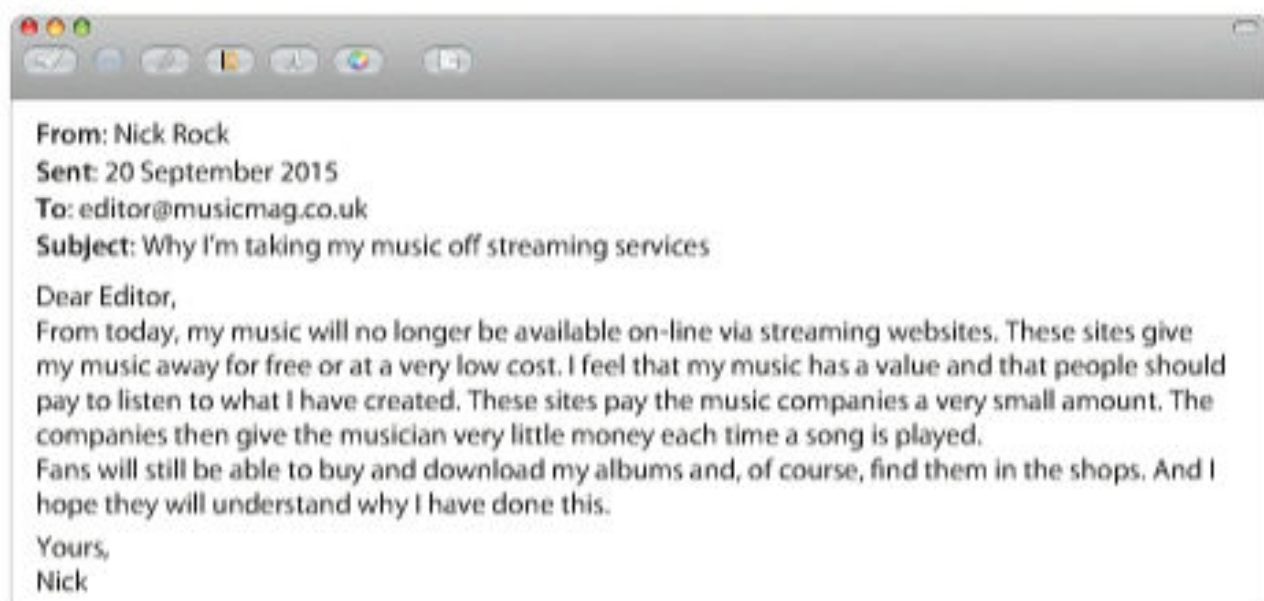 From: Nick Rock
Sent: 20 September 2015
To: editor@musicmag.co.uk
Subject: Why I'm taking my music off streaming services
Dear Editor,
From today, my music will no longer be available on-line via streaming websites. These sites give
my music away for free or at a very low cost. I feel that my music has a value and that people should
pay to listen to what I have created. These sites pay the music companies a very small amount. The
companies then give the musician very little money each time a song is played.
Fans will still be able to buy and download my albums and, of course, find them in the shops. And I
hope they will understand why I have done this.
Yours,
Nick